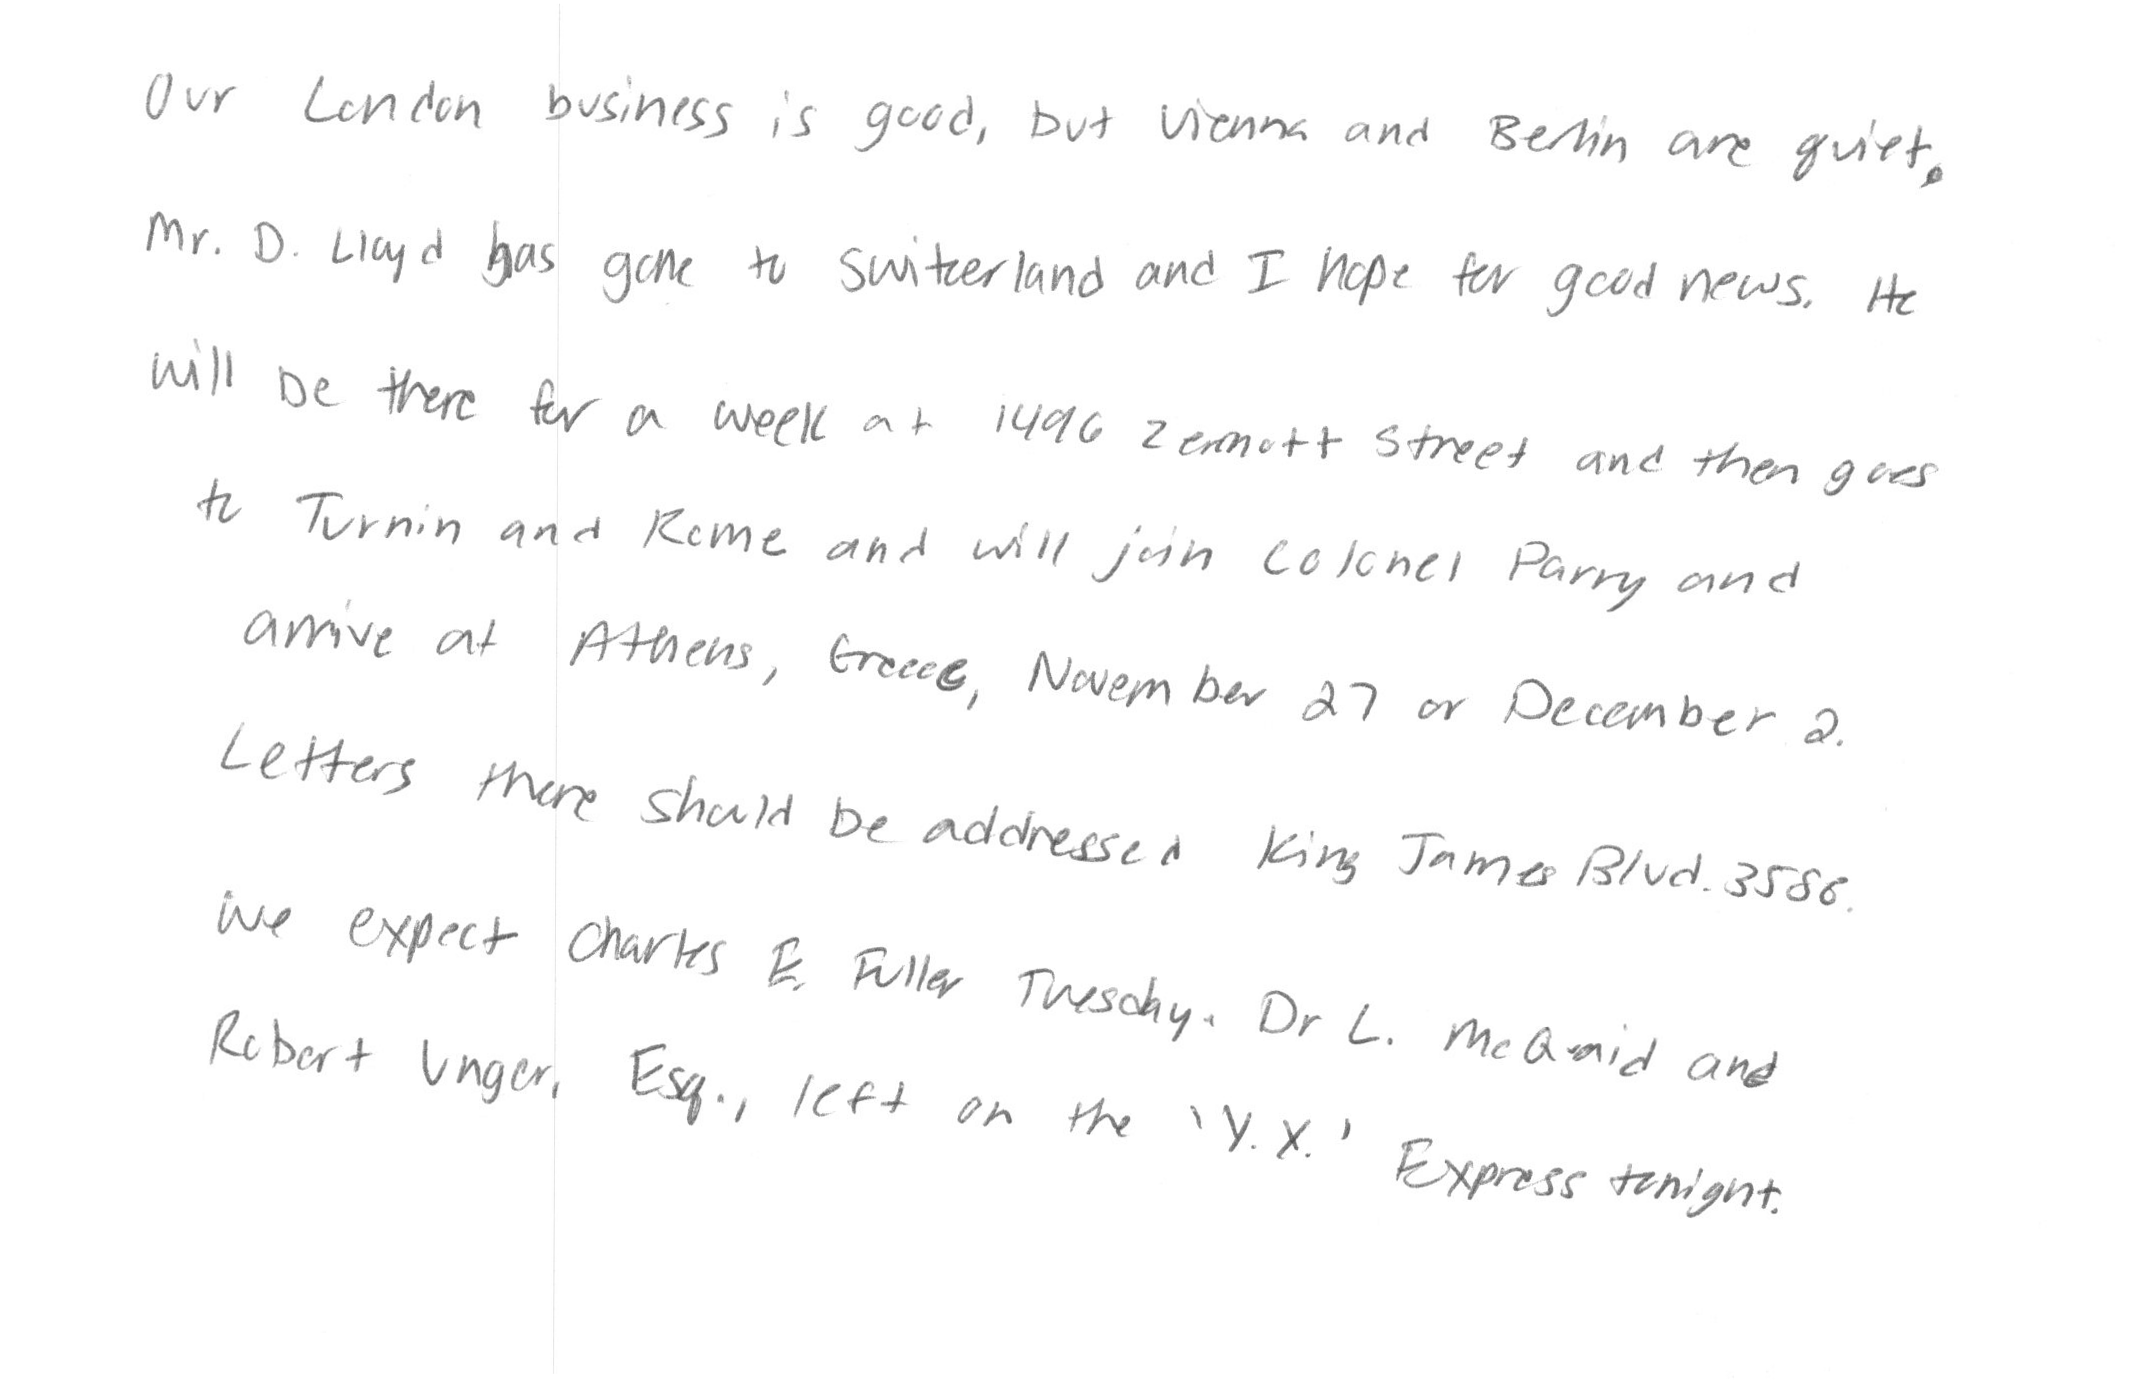 Our London business is good, but Vienna and Berlin are quiet.
Mr. D. Lloyd has gone to Switzerland and I hope for good news. He
will be there for a week at 1496 Zermott Street and then goes
to Turnin and Rome and will join Colonel Parry and
arrive at Athens, Greece, November 27 or December 2.
Letters there should be addressed King James Blvd. 3586.
We expect Charles E. Fuller Tuesday. Dr L. McQuaid and
Robert Unger, Esq., left on the 'Y.X.' Express tonight.